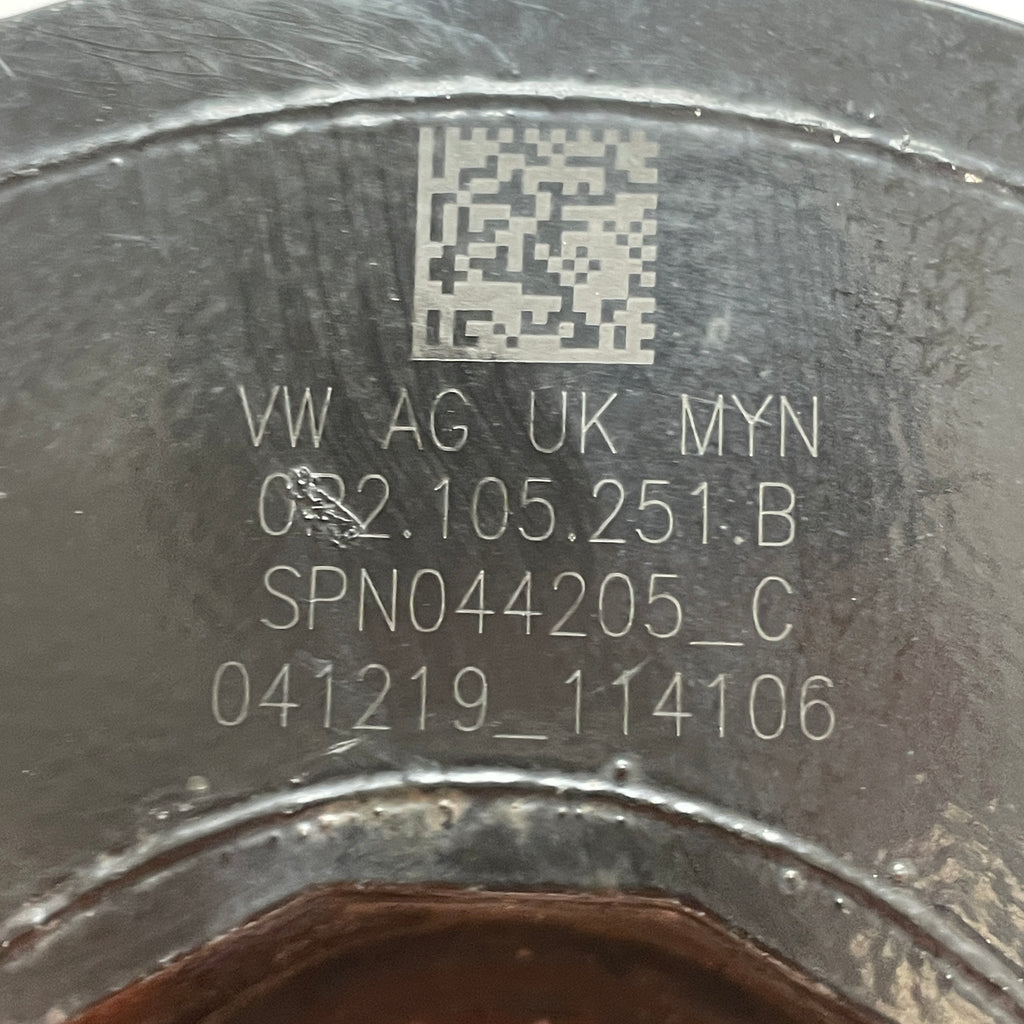 VW AG UK MYN
SPN044205_C
041219_114106